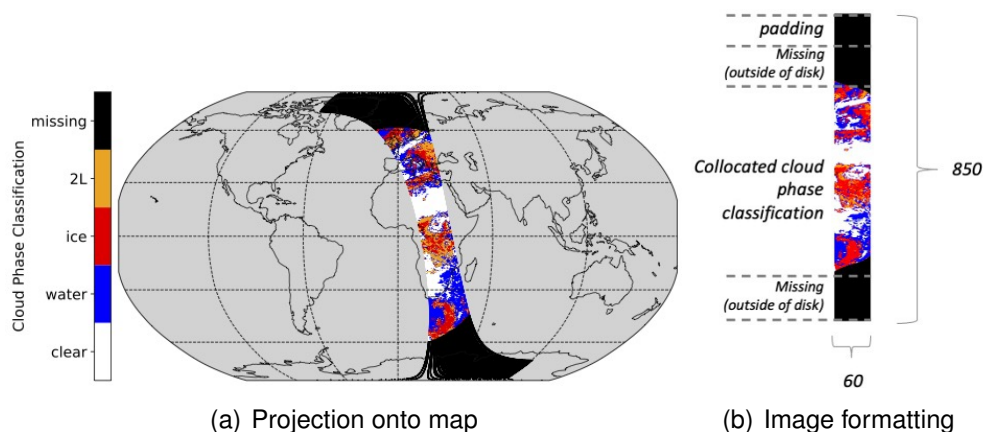 Cloud Phase Classification
missing
2L
ice
water
clear
(a) Projection onto map
padding
Missing
(outside of disk)
Collocated cloud
phase
classification
Missing
(outside of disk)
850
60
(b) Image formatting